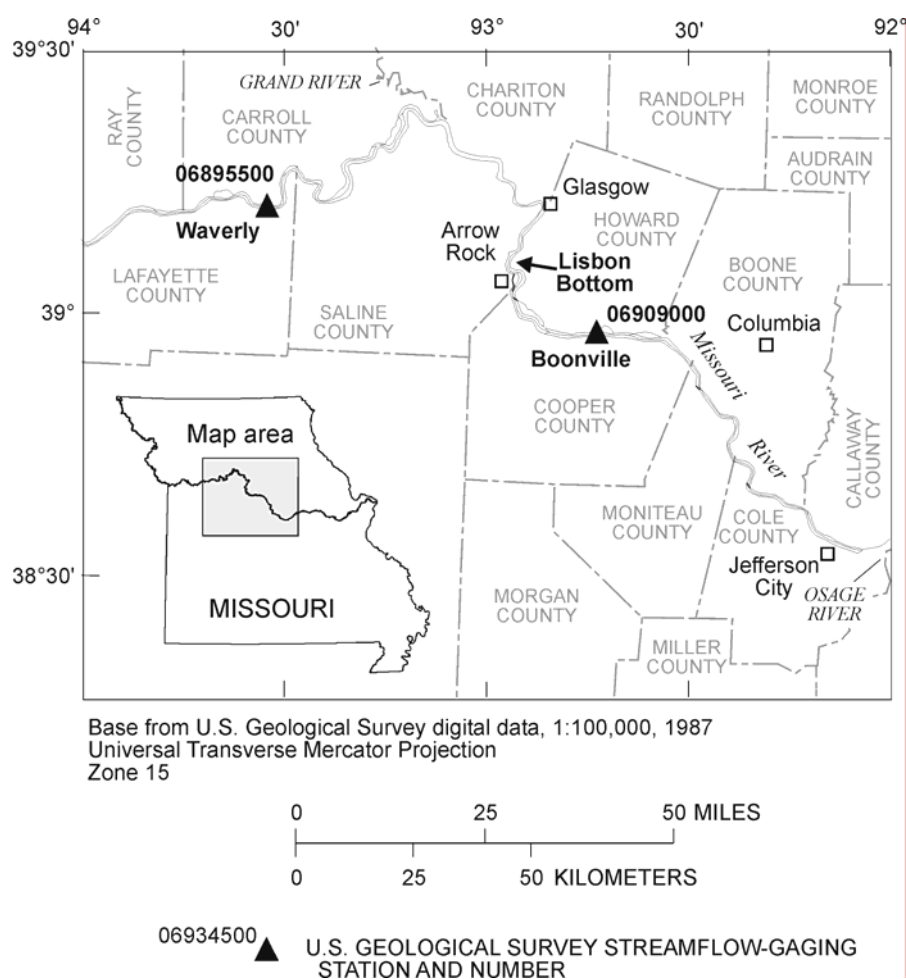 94°
30'
93°
30'
92°
39°30'
GRAND RIVER
CHARITON
COUNTY
RANDOLPH
COUNTY
MONROE
COUNTY
RAY
COUNTY
CARROLL
COUNTY
AUDRAIN
COUNTY
06895500
Waverly
Glasgow
HOWARD
COUNTY
Arrow
Rock
Lisbon
Bottom
BOONE
COUNTY
LAFAYETTE
COUNTY
39°
SALINE
COUNTY
06909000
Boonville
Columbia
Missouri
River
COOPER
COUNTY
CALLAWAY
COUNTY
Map area
MISSOURI
MONITEAU
COUNTY
COLE
COUNTY
38°30'
Jefferson
City
OSAGE
RIVER
MORGAN
COUNTY
MILLER
COUNTY
Base from U.S. Geological Survey digital data, 1:100,000, 1987
Universal Transverse Mercator Projection
Zone 15
0 25 50 MILES
0 25 50 KILOMETERS
06934500
U.S. GEOLOGICAL SURVEY STREAMFLOW-GAGING
STATION AND NUMBER